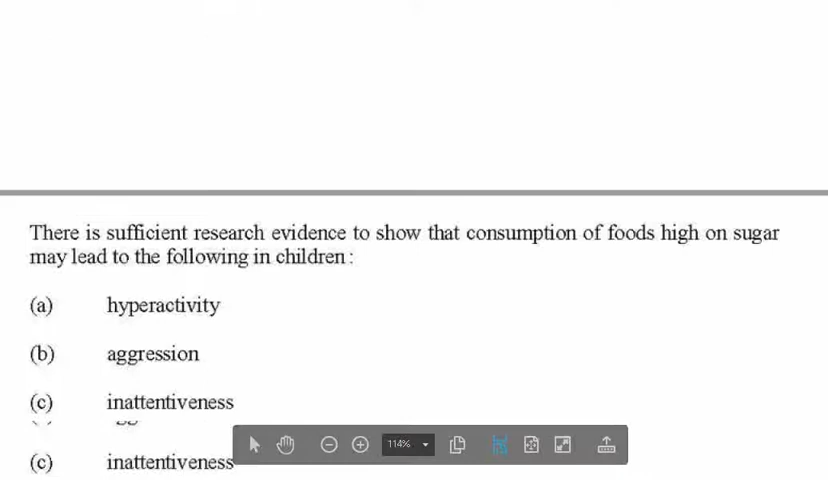 There is sufficient research evidence to show that consumption of foods high on sugar
may lead to the following in children :
(a) hyperactivity
(b) aggression
(c) inattentiveness
(c) inattentiveness
114%